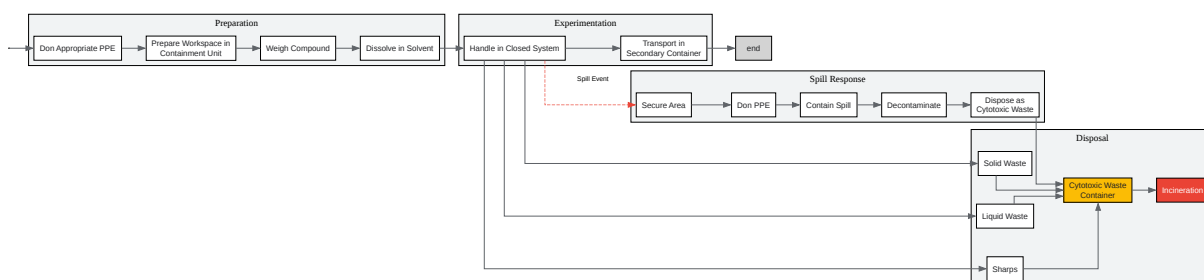 Preparation
Don Appropriate PPE
Prepare Workspace in
Containment Unit
Weigh Compound
Dissolve in Solvent
Experimentation
Handle in Closed System
Transport in
Secondary Container
end
Spill Event
Spill Response
Secure Area
Don PPE
Contain Spill
Decontaminate
Dispose as
Cytotoxic Waste
Disposal
Solid Waste
Liquid Waste
Sharps
Cytotoxic Waste
Container
Incineration